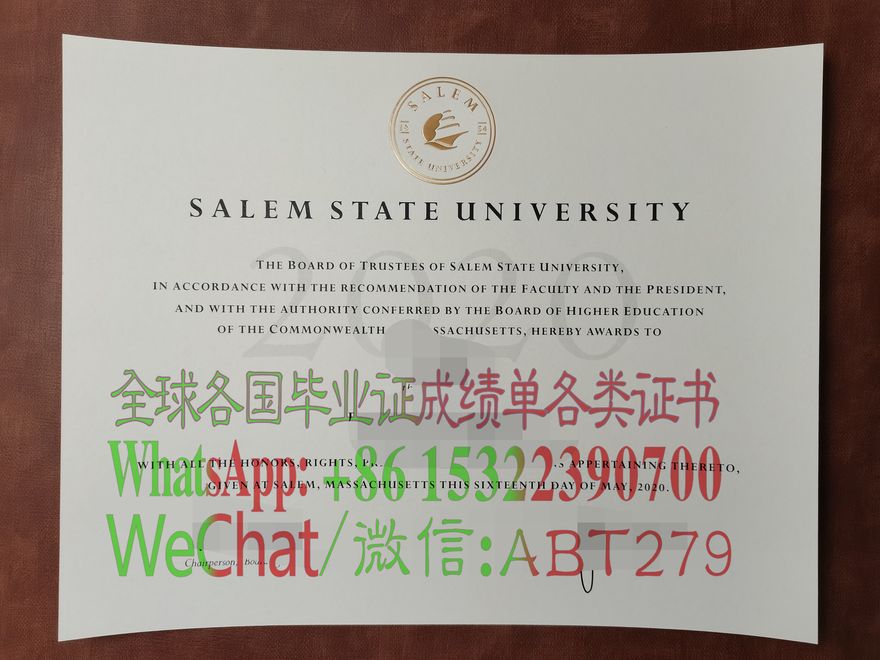 SALEM
STATE UNIVERSITY
SALEM STATE UNIVERSITY
2020
THE BOARD OF TRUSTEES OF SALEM STATE UNIVERSITY,
IN ACCORDANCE WITH THE RECOMMENDATION OF THE FACULTY AND THE PRESIDENT,
AND WITH THE AUTHORITY CONFERRED BY THE BOARD OF HIGHER EDUCATION
OF THE COMMONWEALTH SSACHUSETTS, HEREBY AWARDS TO
全球各国毕业证成绩单各类证书
WITH ALL THE HONORS, RIGHTS, APPERTAINING THERETO,
WhatsApp: +86 15322390700
GIVEN AT SALEM, MASSACHUSETTS THIS SIXTEENTH DAY OF MAY, 2020.
WeChat/微信:ABT279
Chairperson,